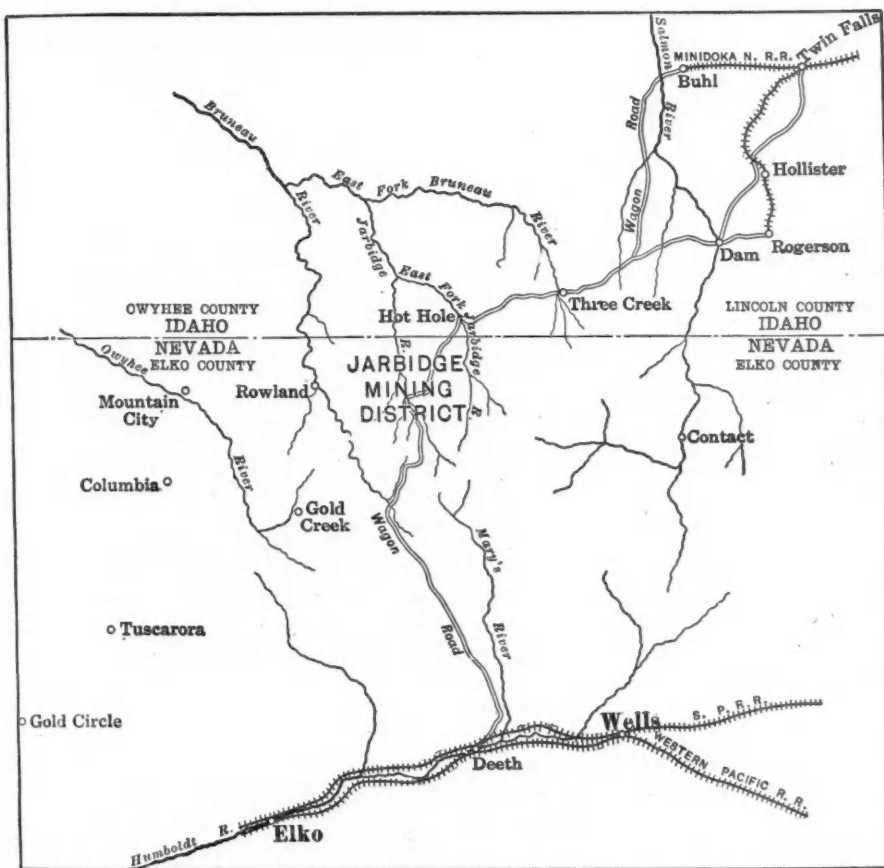 Twin Falls
Salmon
River
MINIDOKA N. R.R.
Buhl
Road
Wagon
Hollister
Rogerson
Dam
Bruneau
River
East Fork Bruneau
River
Jarbidge
R.
East Fork Jarbidge
R.
Three Creek
Hot Hole
OWYHEE COUNTY
IDAHO
NEVADA
ELKO COUNTY
LINCOLN COUNTY
IDAHO
NEVADA
ELKO COUNTY
Owyhee
River
Mountain
City
Rowland
JARBIDGE
MINING
DISTRICT
Contact
Columbia
Gold
Creek
Wagon
Road
Mary's
River
Tuscarora
Gold Circle
Wells
S. P. R. R.
WESTERN PACIFIC R. R.
Deeth
Elko
Humboldt R.